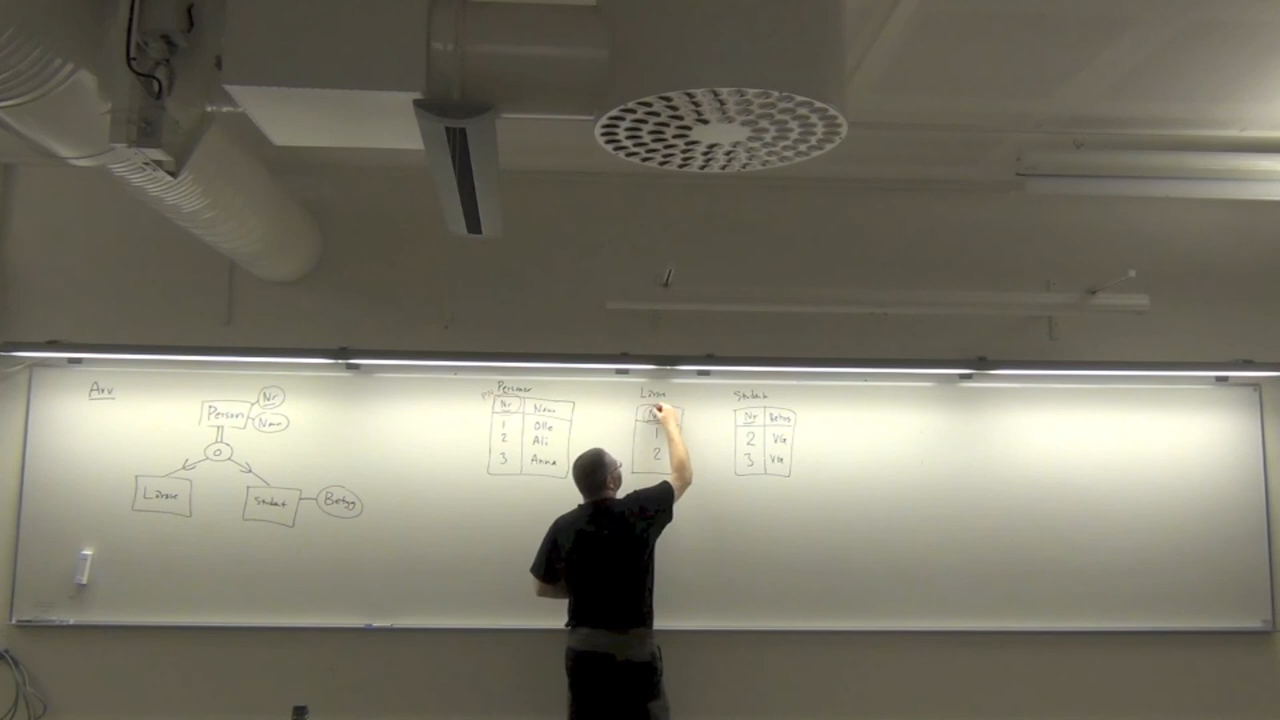 Arv
Person
Nr
Namn
O
Lärare
Student
Betyg
Personer
Nr Namn
1 Olle
2 Ali
3 Anna
Lärare
1
2
Student
Nr Betyg
2 VG
3 VG